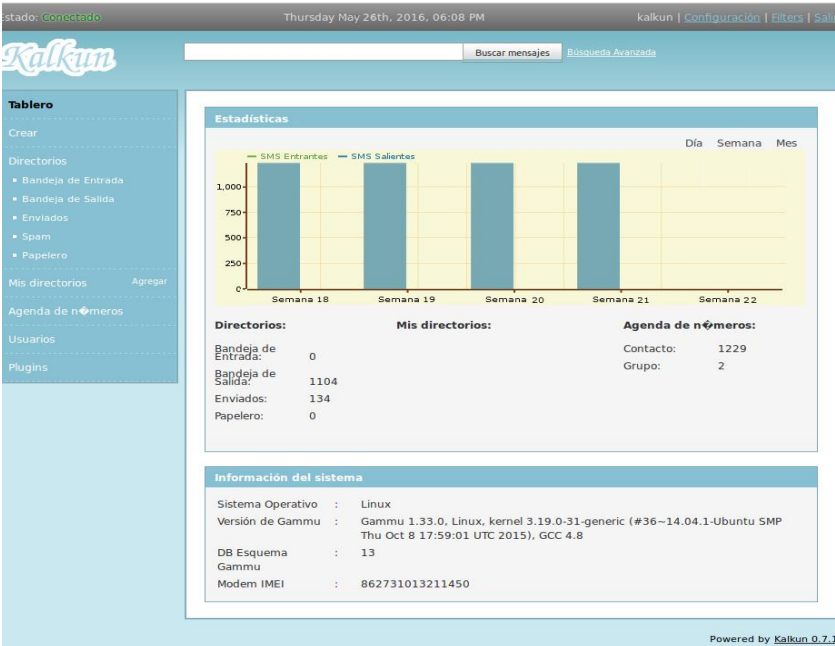 Estado: Conectado
Thursday May 26th, 2016, 06:08 PM
kalkun | Configuración | Filters | Sali
Kalkun
Buscar mensajes
Búsqueda Avanzada
Tablero
Crear
Directorios
Bandeja de Entrada
Bandeja de Salida
Enviados
Spam
Papelero
Mis directorios Agregar
Agenda de n�meros
Usuarios
Plugins
Estadísticas
Día Semana Mes
SMS Entrantes SMS Salientes
1,000
750
500
250
0
Semana 18 Semana 19 Semana 20 Semana 21 Semana 22
Directorios:
Bandeja de Entrada: 0
Bandeja de Salida: 1104
Enviados: 134
Papelero: 0
Mis directorios:
Agenda de n�meros:
Contacto: 1229
Grupo: 2
Información del sistema
Sistema Operativo : Linux
Versión de Gammu : Gammu 1.33.0, Linux, kernel 3.19.0-31-generic (#36~14.04.1-Ubuntu SMP
Thu Oct 8 17:59:01 UTC 2015), GCC 4.8
DB Esquema Gammu : 13
Modem IMEI : 862731013211450
Powered by Kalkun 0.7.1